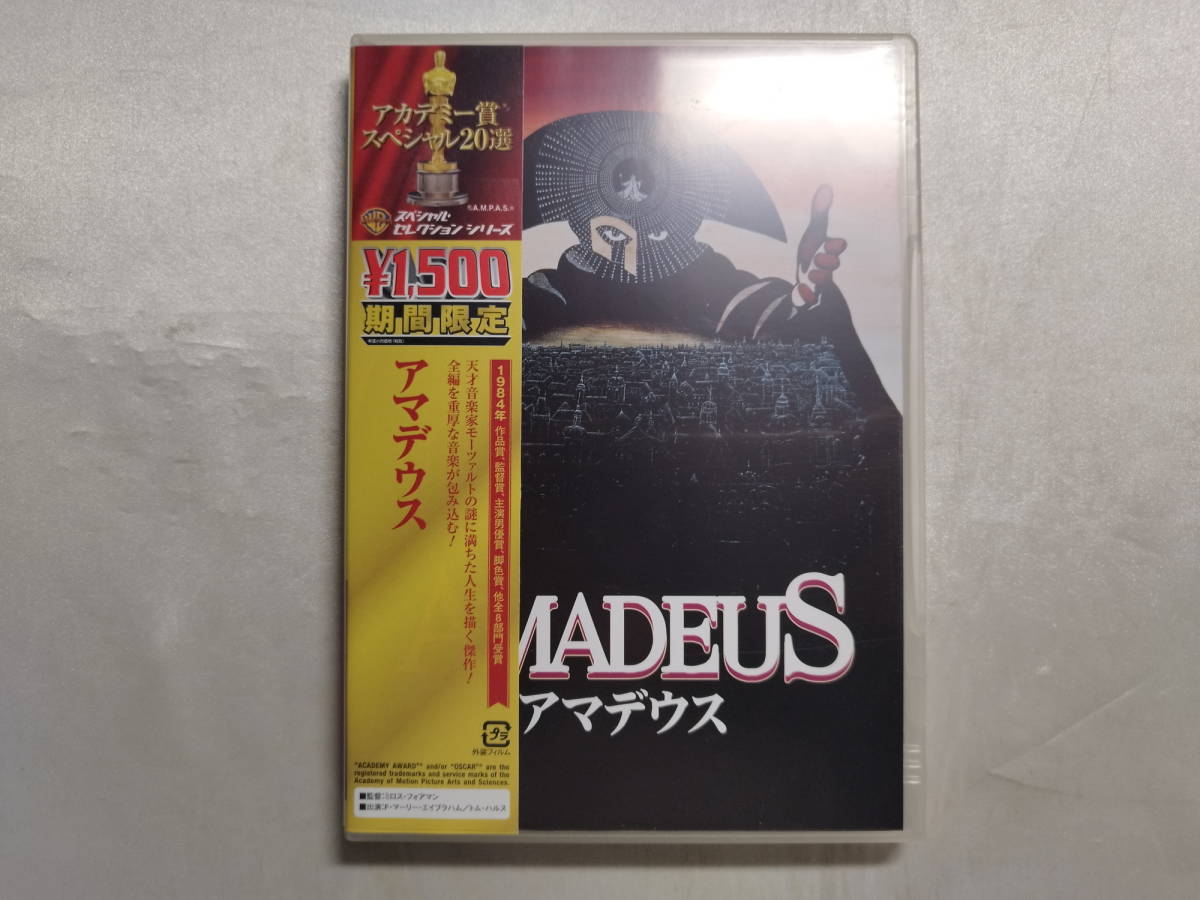 アカデミー賞®
スペシャル20選
©A.M.P.A.S.®
WB
スペシャル
セレクション シリーズ
¥1,500
期間限定
1984年 作品賞、監督賞、主演男優賞、脚色賞、他全8部門受賞
天才音楽家モーツァルトの謎に満ちた人生を描く傑作!
全編を重厚な音楽が包み込む!
アマデウス
プラ
外装フィルム
"ACADEMY AWARD®" and/or "OSCAR®" are the
registered trademarks and service marks of the
Academy of Motion Picture Arts and Sciences.
■監督:ミロス・フォアマン
■出演:F・マーリー・エイブラハム/トム・ハルス
MADEUS
アマデウス